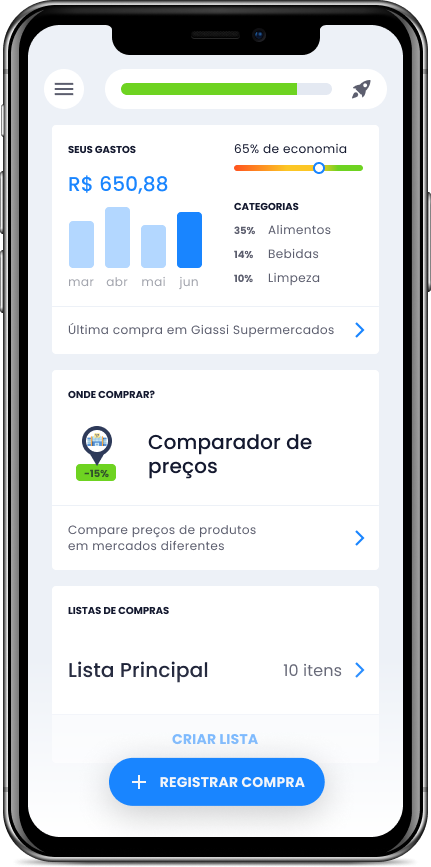 SEUS GASTOS
R$ 650,88
mar abr mai jun
65% de economia
CATEGORIAS
35% Alimentos
14% Bebidas
10% Limpeza
Última compra em Giassi Supermercados
ONDE COMPRAR?
-15%
Comparador de
preços
Compare preços de produtos
em mercados diferentes
LISTAS DE COMPRAS
Lista Principal 10 itens
CRIAR LISTA
+ REGISTRAR COMPRA